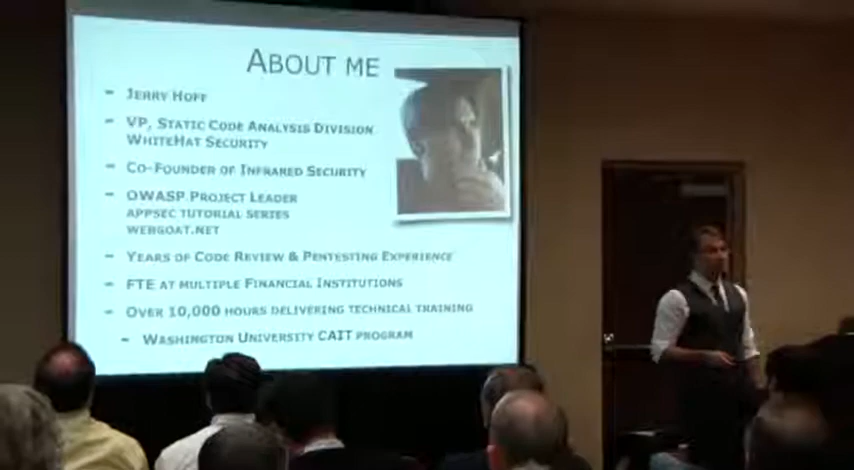 ABOUT ME
- JERRY HOFF
- VP, STATIC CODE ANALYSIS DIVISION
WHITEHAT SECURITY
- CO-FOUNDER OF INFRARED SECURITY
- OWASP PROJECT LEADER
APPSEC TUTORIAL SERIES
WEBGOAT.NET
- YEARS OF CODE REVIEW & PENTESTING EXPERIENCE
- FTE AT MULTIPLE FINANCIAL INSTITUTIONS
- OVER 10,000 HOURS DELIVERING TECHNICAL TRAINING
- WASHINGTON UNIVERSITY CAIT PROGRAM